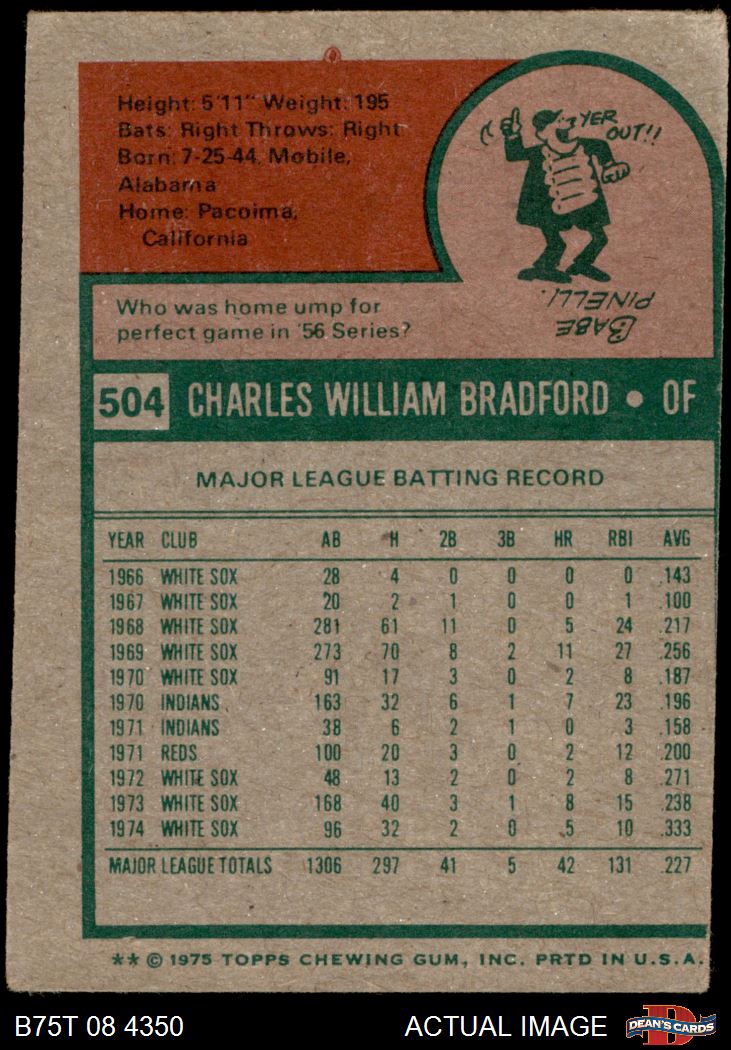 Height: 5'11" Weight: 195
Bats: Right Throws: Right
Born: 7-25-44, Mobile,
Alabama
Home: Pacoima,
California
YER
OUT!!
BABE
PINELLI.
Who was home ump for
perfect game in '56 Series?
504 CHARLES WILLIAM BRADFORD • OF
MAJOR LEAGUE BATTING RECORD
YEAR CLUB AB H 2B 3B HR RBI AVG
1966 WHITE SOX 28 4 0 0 0 0 .143
1967 WHITE SOX 20 2 1 0 0 1 .100
1968 WHITE SOX 281 61 11 0 5 24 .217
1969 WHITE SOX 273 70 8 2 11 27 .256
1970 WHITE SOX 91 17 3 0 2 8 .187
1970 INDIANS 163 32 6 1 7 23 .196
1971 INDIANS 38 6 2 1 0 3 .158
1971 REDS 100 20 3 0 2 12 .200
1972 WHITE SOX 48 13 2 0 2 8 .271
1973 WHITE SOX 168 40 3 1 8 15 .238
1974 WHITE SOX 96 32 2 0 5 10 .333
MAJOR LEAGUE TOTALS 1306 297 41 5 42 131 .227
** © 1975 TOPPS CHEWING GUM, INC. PRTD IN U.S.A.
B75T 08 4350 ACTUAL IMAGE D DEAN'S CARDS